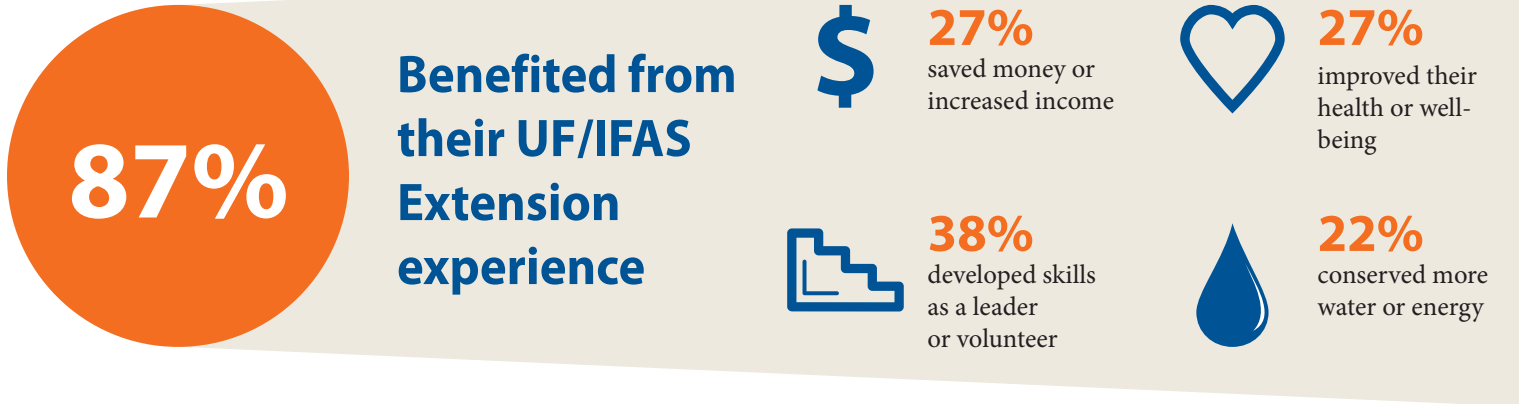 87%
Benefited from
their UF/IFAS
Extension
experience
$
27%
saved money or
increased income
27%
improved their
health or well-
being
38%
developed skills
as a leader
or volunteer
22%
conserved more
water or energy